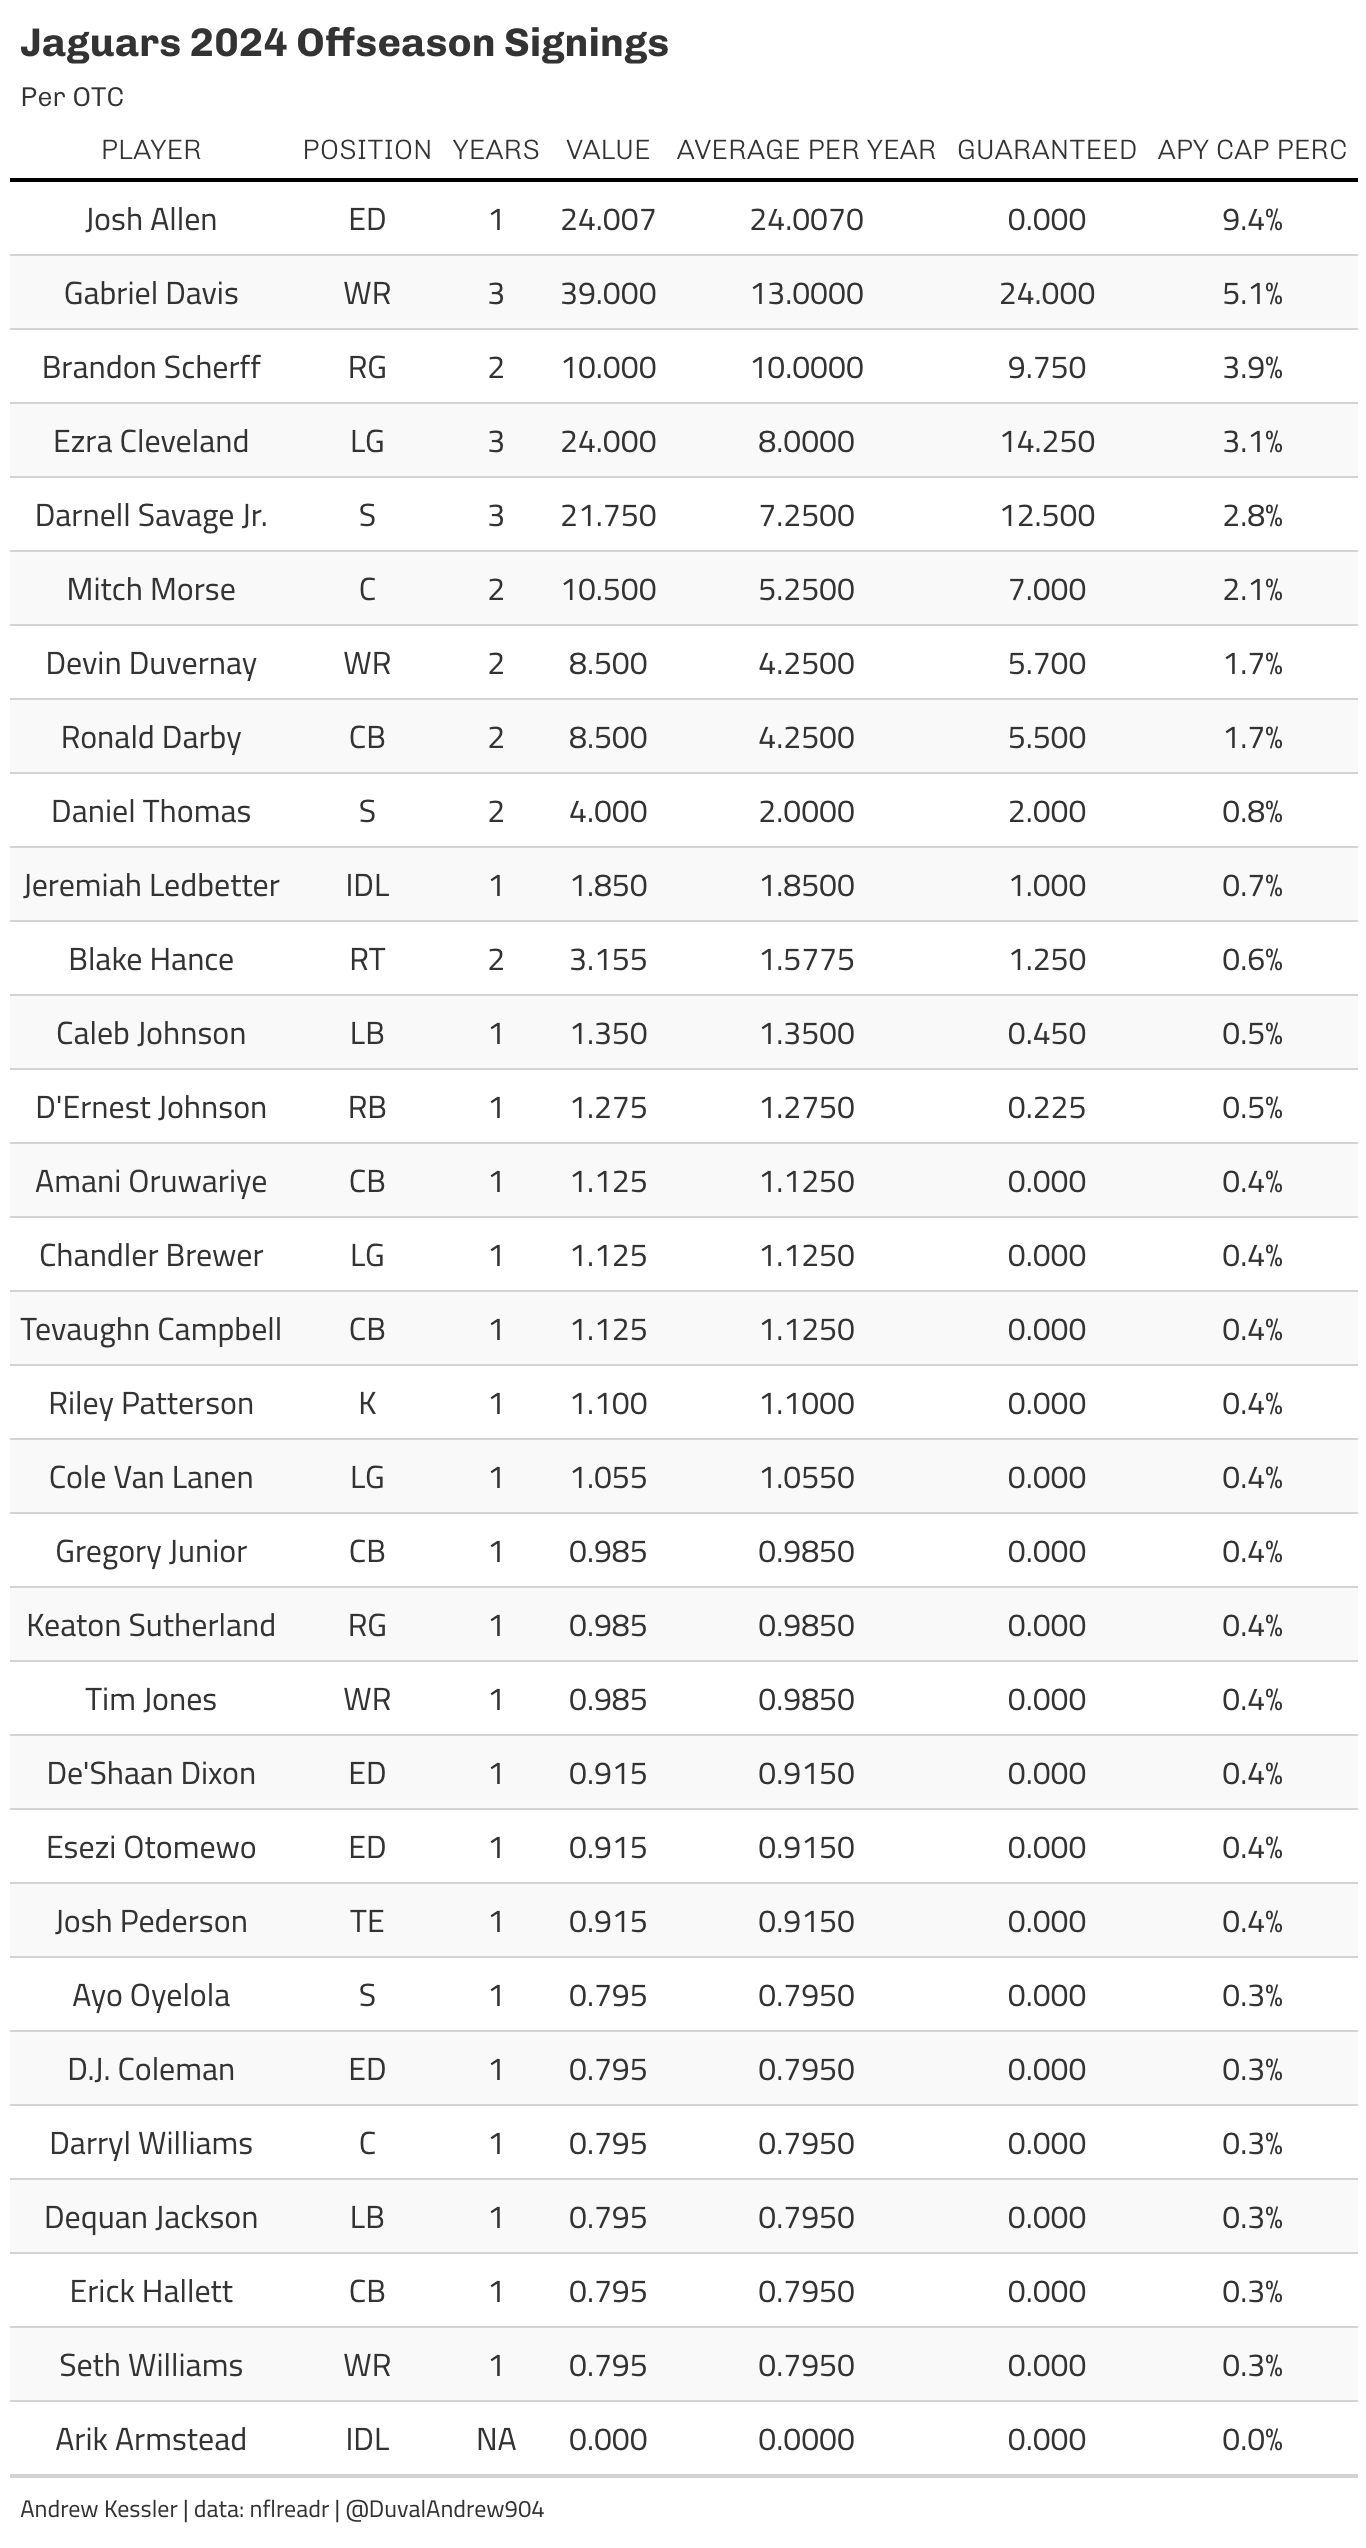 Jaguars 2024 Offseason Signings
Per OTC
PLAYER POSITION YEARS VALUE AVERAGE PER YEAR GUARANTEED APY CAP PERC
Josh Allen ED 1 24.007 24.0070 0.000 9.4%
Gabriel Davis WR 3 39.000 13.0000 24.000 5.1%
Brandon Scherff RG 2 10.000 10.0000 9.750 3.9%
Ezra Cleveland LG 3 24.000 8.0000 14.250 3.1%
Darnell Savage Jr. S 3 21.750 7.2500 12.500 2.8%
Mitch Morse C 2 10.500 5.2500 7.000 2.1%
Devin Duvernay WR 2 8.500 4.2500 5.700 1.7%
Ronald Darby CB 2 8.500 4.2500 5.500 1.7%
Daniel Thomas S 2 4.000 2.0000 2.000 0.8%
Jeremiah Ledbetter IDL 1 1.850 1.8500 1.000 0.7%
Blake Hance RT 2 3.155 1.5775 1.250 0.6%
Caleb Johnson LB 1 1.350 1.3500 0.450 0.5%
D'Ernest Johnson RB 1 1.275 1.2750 0.225 0.5%
Amani Oruwariye CB 1 1.125 1.1250 0.000 0.4%
Chandler Brewer LG 1 1.125 1.1250 0.000 0.4%
Tevaughn Campbell CB 1 1.125 1.1250 0.000 0.4%
Riley Patterson K 1 1.100 1.1000 0.000 0.4%
Cole Van Lanen LG 1 1.055 1.0550 0.000 0.4%
Gregory Junior CB 1 0.985 0.9850 0.000 0.4%
Keaton Sutherland RG 1 0.985 0.9850 0.000 0.4%
Tim Jones WR 1 0.985 0.9850 0.000 0.4%
De'Shaan Dixon ED 1 0.915 0.9150 0.000 0.4%
Esezi Otomewo ED 1 0.915 0.9150 0.000 0.4%
Josh Pederson TE 1 0.915 0.9150 0.000 0.4%
Ayo Oyelola S 1 0.795 0.7950 0.000 0.3%
D.J. Coleman ED 1 0.795 0.7950 0.000 0.3%
Darryl Williams C 1 0.795 0.7950 0.000 0.3%
Dequan Jackson LB 1 0.795 0.7950 0.000 0.3%
Erick Hallett CB 1 0.795 0.7950 0.000 0.3%
Seth Williams WR 1 0.795 0.7950 0.000 0.3%
Arik Armstead IDL NA 0.000 0.0000 0.000 0.0%
Andrew Kessler | data: nflreadr | @DuvalAndrew904